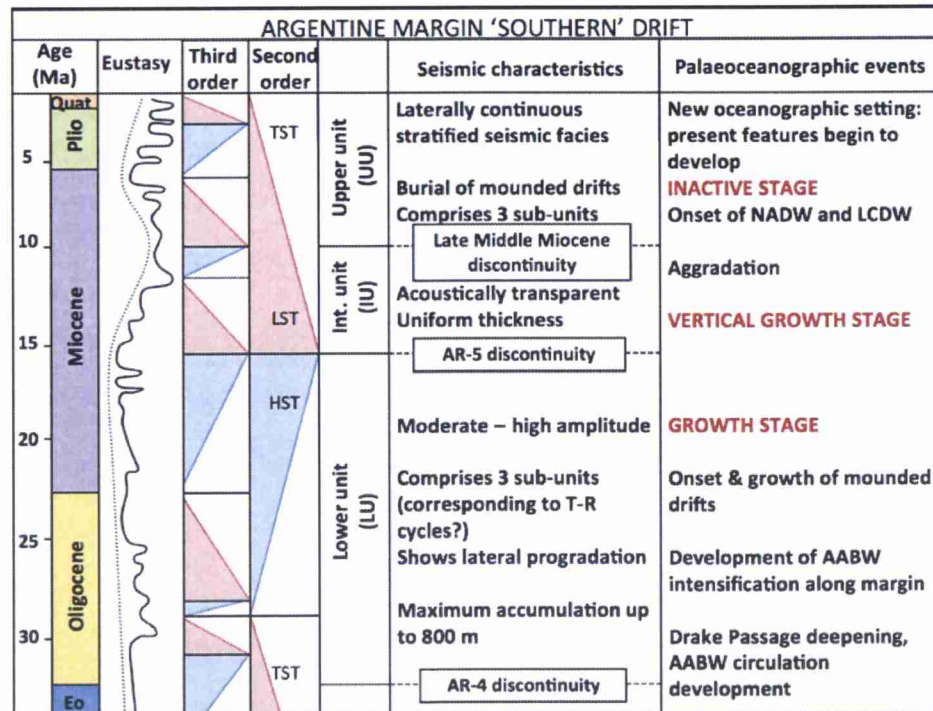 ARGENTINE MARGIN 'SOUTHERN' DRIFT
Age
(Ma)
Eustasy
Third
order
Second
order
Seismic characteristics
Palaeoceanographic events
Quat
Plio
Miocene
Oligocene
Eo
5
10
15
20
25
30
TST
LST
HST
TST
Upper unit
(UU)
Int. unit
(IU)
Lower unit
(LU)
Laterally continuous
stratified seismic facies
Burial of mounded drifts
Comprises 3 sub-units
Late Middle Miocene
discontinuity
Acoustically transparent
Uniform thickness
AR-5 discontinuity
Moderate – high amplitude
Comprises 3 sub-units
(corresponding to T-R
cycles?)
Shows lateral progradation
Maximum accumulation up
to 800 m
AR-4 discontinuity
New oceanographic setting:
present features begin to
develop
INACTIVE STAGE
Onset of NADW and LCDW
Aggradation
VERTICAL GROWTH STAGE
GROWTH STAGE
Onset & growth of mounded
drifts
Development of AABW
intensification along margin
Drake Passage deepening,
AABW circulation
development